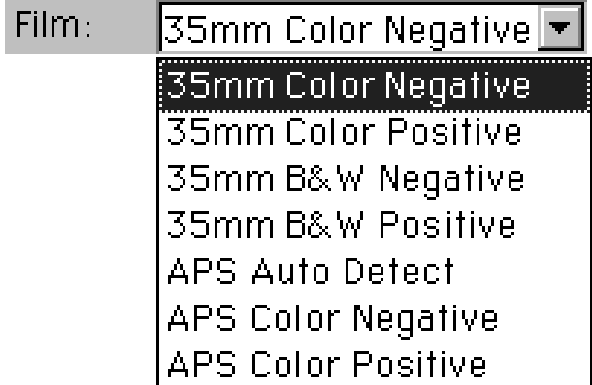 Film: 35mm Color Negative
35mm Color Negative
35mm Color Positive
35mm B&W Negative
35mm B&W Positive
APS Auto Detect
APS Color Negative
APS Color Positive